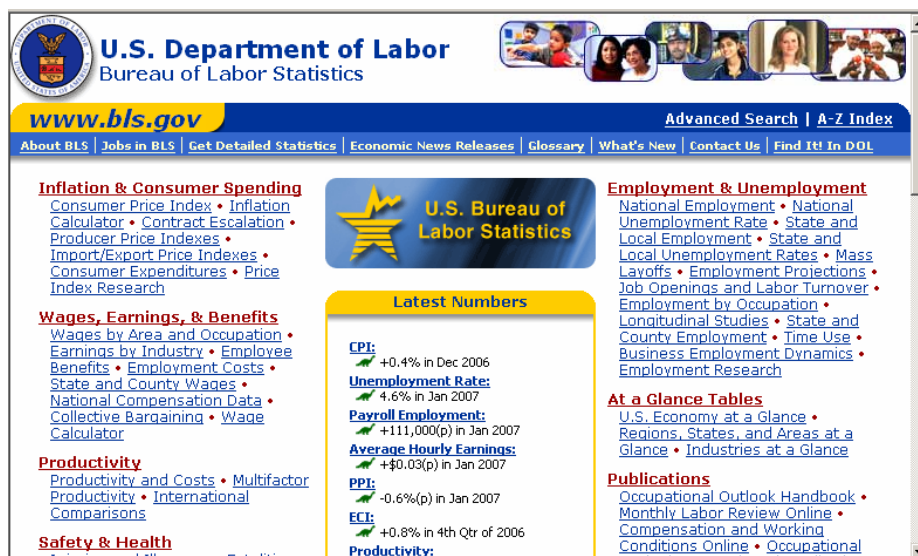 U.S. Department of Labor
Bureau of Labor Statistics
www.bls.gov
Advanced Search | A-Z Index
About BLS | Jobs in BLS | Get Detailed Statistics | Economic News Releases | Glossary | What's New | Contact Us | Find It! In DOL
Inflation & Consumer Spending
Consumer Price Index • Inflation
Calculator • Contract Escalation •
Producer Price Indexes •
Import/Export Price Indexes •
Consumer Expenditures • Price
Index Research
Wages, Earnings, & Benefits
Wages by Area and Occupation •
Earnings by Industry • Employee
Benefits • Employment Costs •
State and County Wages •
National Compensation Data •
Collective Bargaining • Wage
Calculator
Productivity
Productivity and Costs • Multifactor
Productivity • International
Comparisons
Safety & Health
U.S. Bureau of
Labor Statistics
Latest Numbers
CPI:
+0.4% in Dec 2006
Unemployment Rate:
4.6% in Jan 2007
Payroll Employment:
+111,000(p) in Jan 2007
Average Hourly Earnings:
+$0.03(p) in Jan 2007
PPI:
-0.6%(p) in Jan 2007
ECI:
+0.8% in 4th Qtr of 2006
Productivity:
Employment & Unemployment
National Employment • National
Unemployment Rate • State and
Local Employment • State and
Local Unemployment Rates • Mass
Layoffs • Employment Projections •
Job Openings and Labor Turnover •
Employment by Occupation •
Longitudinal Studies • State and
County Employment • Time Use •
Business Employment Dynamics •
Employment Research
At a Glance Tables
U.S. Economy at a Glance •
Regions, States, and Areas at a
Glance • Industries at a Glance
Publications
Occupational Outlook Handbook •
Monthly Labor Review Online •
Compensation and Working
Conditions Online • Occupational